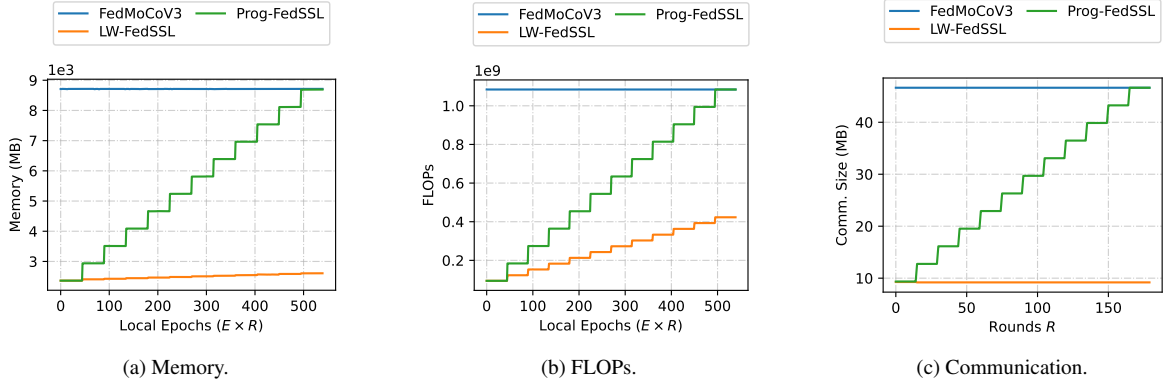 FedMoCoV3 Prog-FedSSL
LW-FedSSL
1e3
9
8
7
6
5
4
3
Memory (MB)
0 100 200 300 400 500
Local Epochs (E × R)
(a) Memory.
FedMoCoV3 Prog-FedSSL
LW-FedSSL
1e9
1.0
0.8
0.6
0.4
0.2
FLOPs
0 100 200 300 400 500
Local Epochs (E × R)
(b) FLOPs.
FedMoCoV3 Prog-FedSSL
LW-FedSSL
40
30
20
10
Comm. Size (MB)
0 50 100 150
Rounds R
(c) Communication.